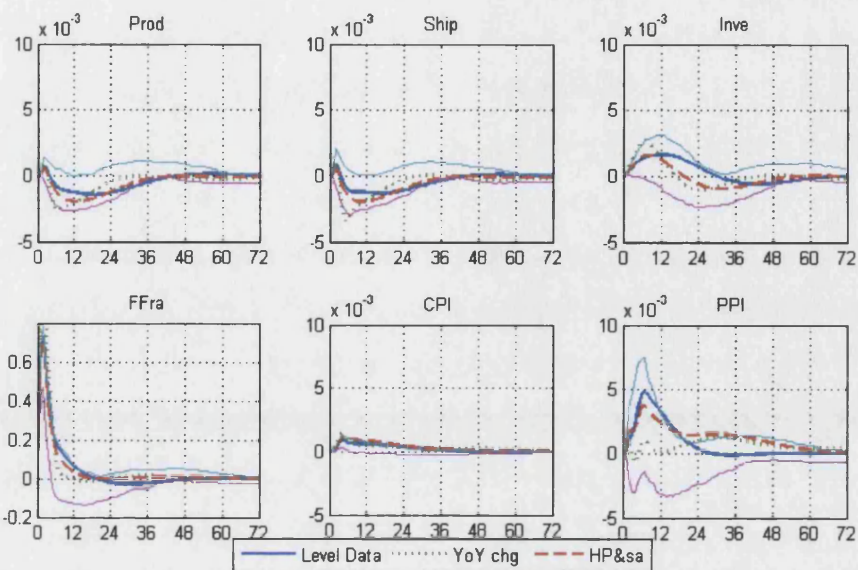 x 10⁻³ Prod
10
5
0
-5
0 12 24 36 48 60 72
x 10⁻³ Ship
10
5
0
-5
0 12 24 36 48 60 72
x 10⁻³ Inve
10
5
0
-5
0 12 24 36 48 60 72
FFra
0.6
0.4
0.2
0
-0.2
0 12 24 36 48 60 72
x 10⁻³ CPI
10
5
0
-5
0 12 24 36 48 60 72
x 10⁻³ PPI
10
5
0
-5
0 12 24 36 48 60 72
Level Data YoY chg HP&sa